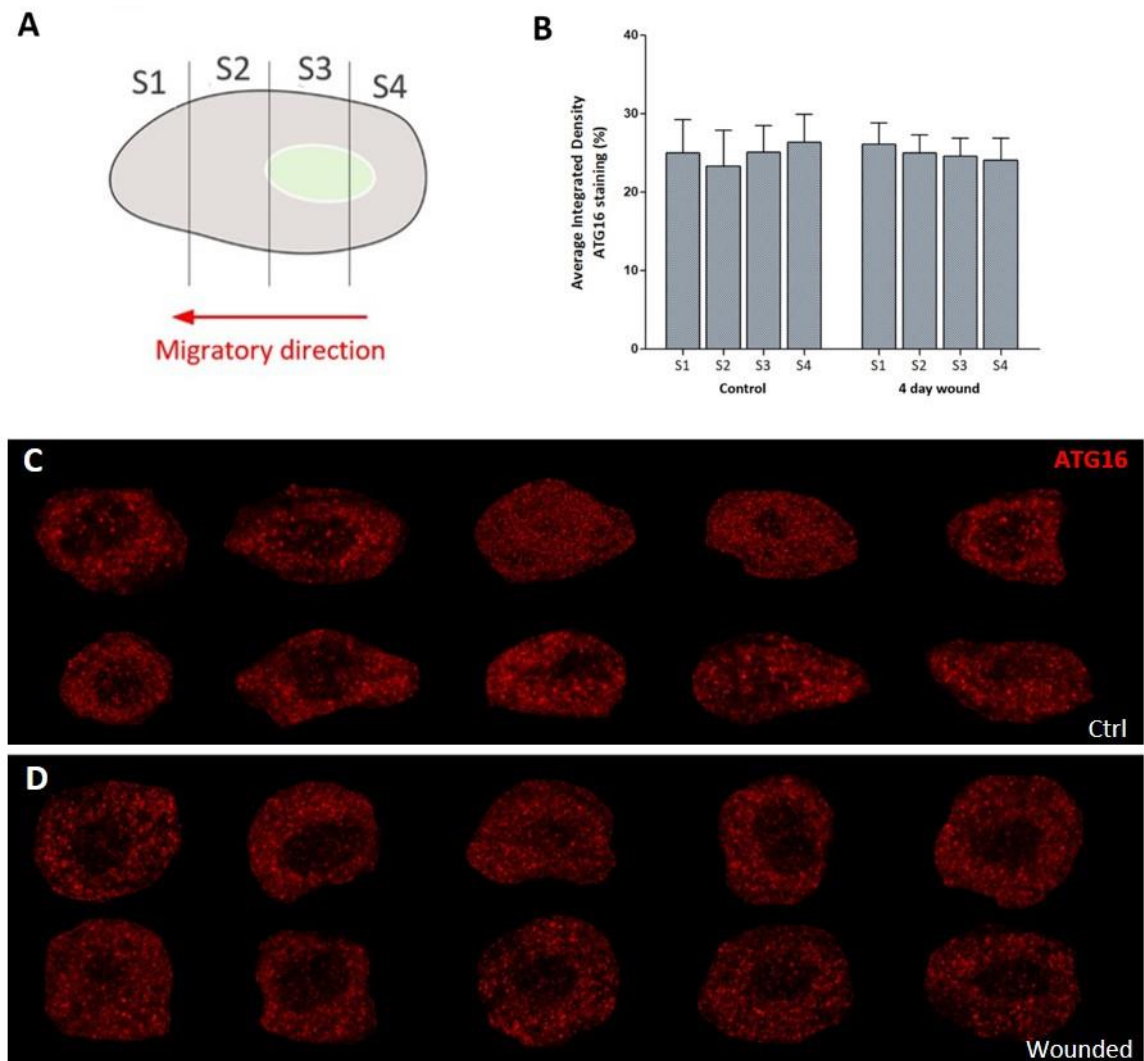 A
S1 S2 S3 S4
Migratory direction
B
Average Integrated Density
ATG16 staining (%)
40
30
20
10
0
S1 S2 S3 S4 S1 S2 S3 S4
Control 4 day wound
C ATG16
Ctrl
D
Wounded